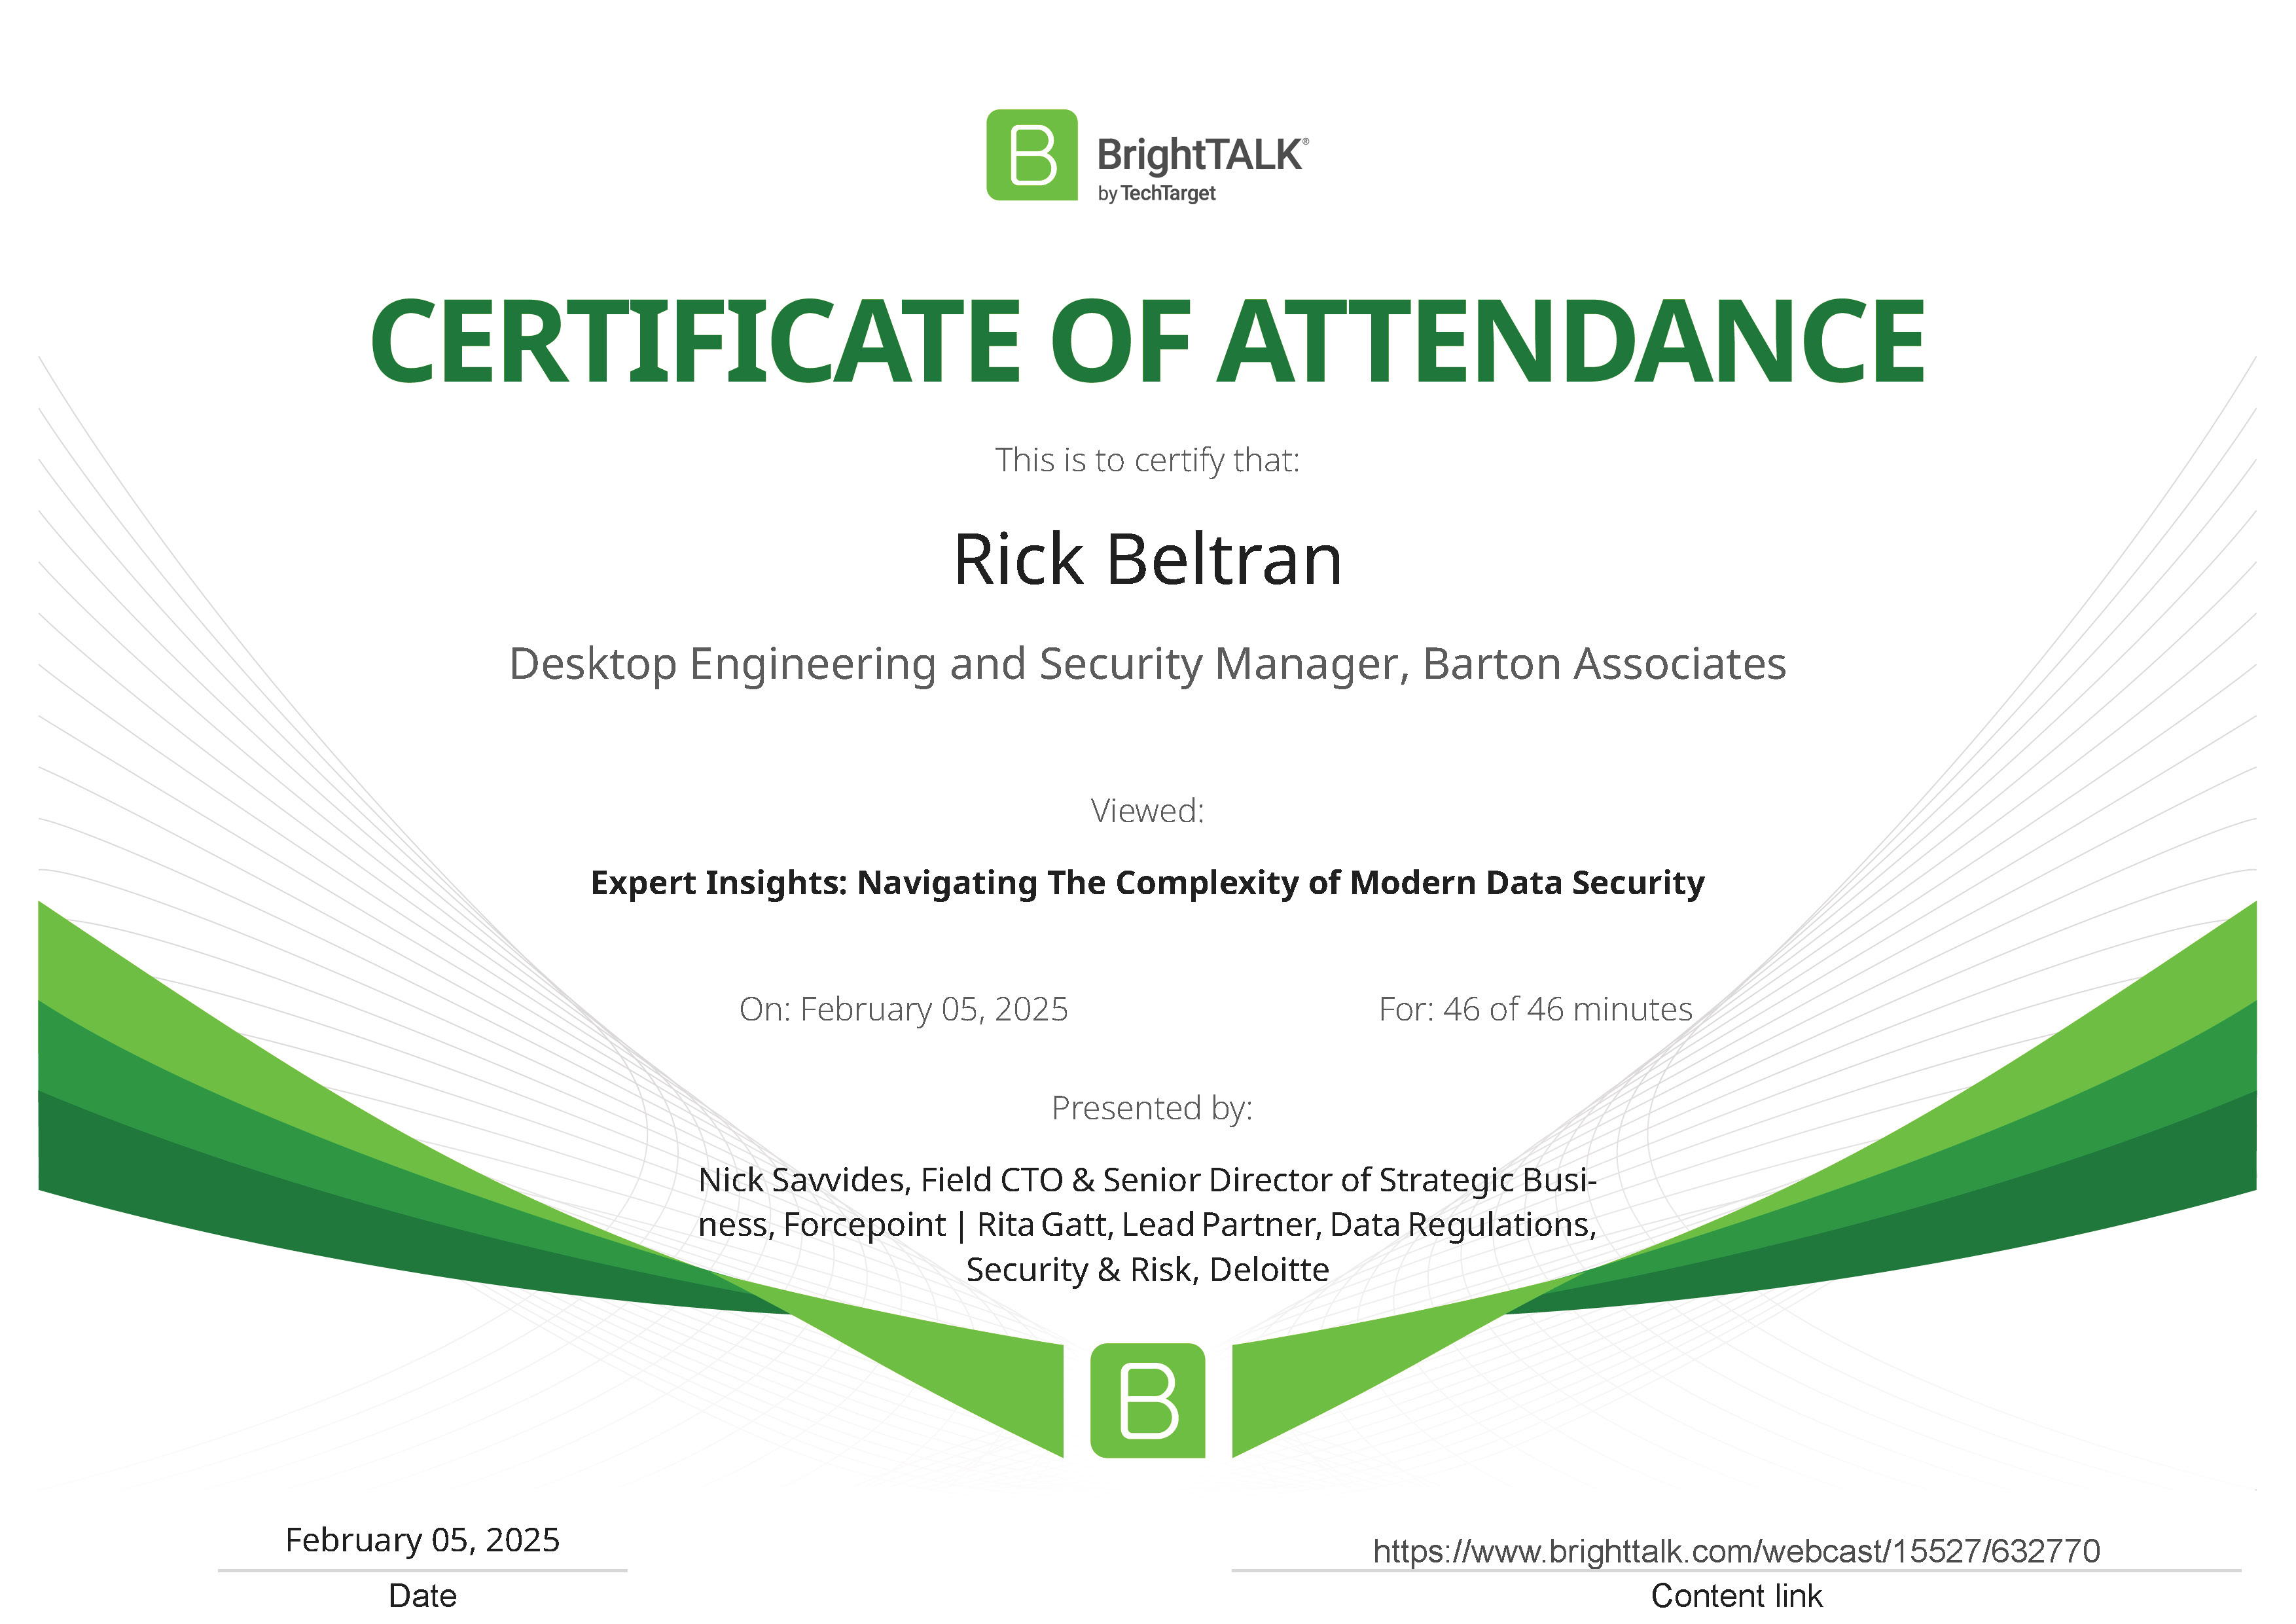 B BrightTALK®
by TechTarget
CERTIFICATE OF ATTENDANCE
This is to certify that:
Rick Beltran
Desktop Engineering and Security Manager, Barton Associates
Viewed:
Expert Insights: Navigating The Complexity of Modern Data Security
On: February 05, 2025 For: 46 of 46 minutes
Presented by:
Nick Savvides, Field CTO & Senior Director of Strategic Busi-
ness, Forcepoint | Rita Gatt, Lead Partner, Data Regulations,
Security & Risk, Deloitte
B
February 05, 2025 https://www.brighttalk.com/webcast/15527/632770
Date Content link